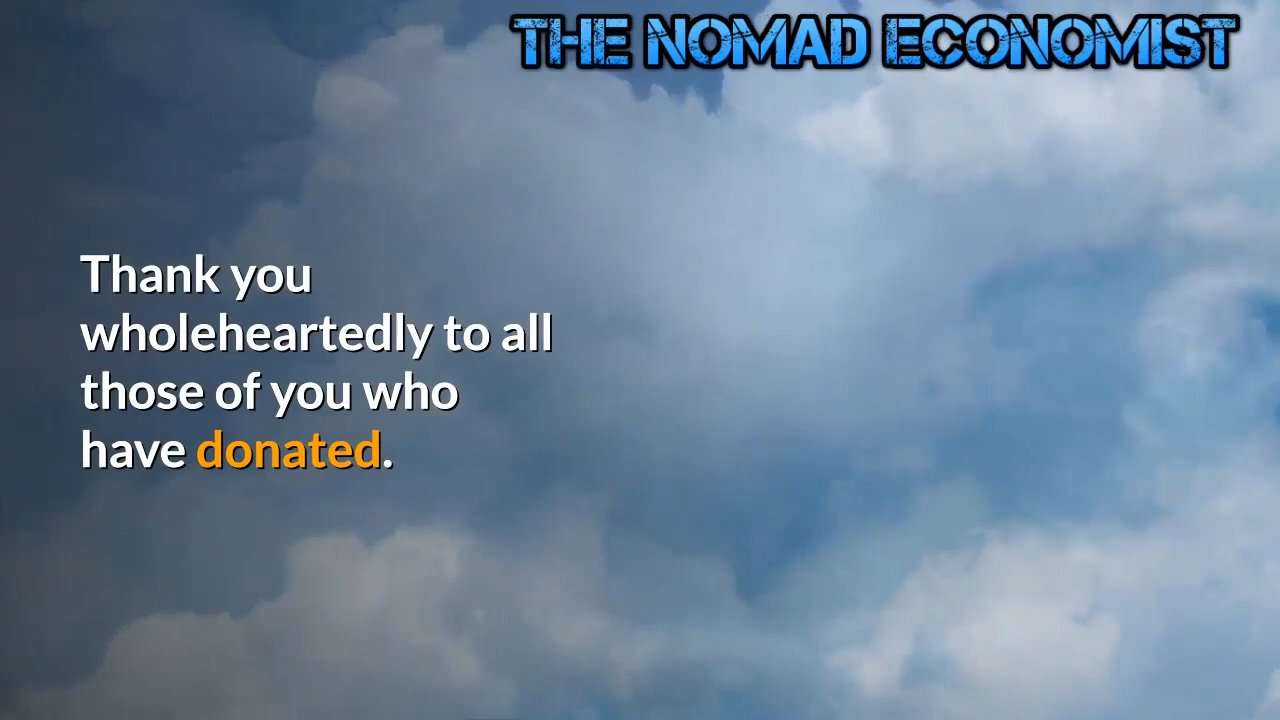 THE NOMAD ECONOMIST
Thank you
wholeheartedly to all
those of you who
have donated.